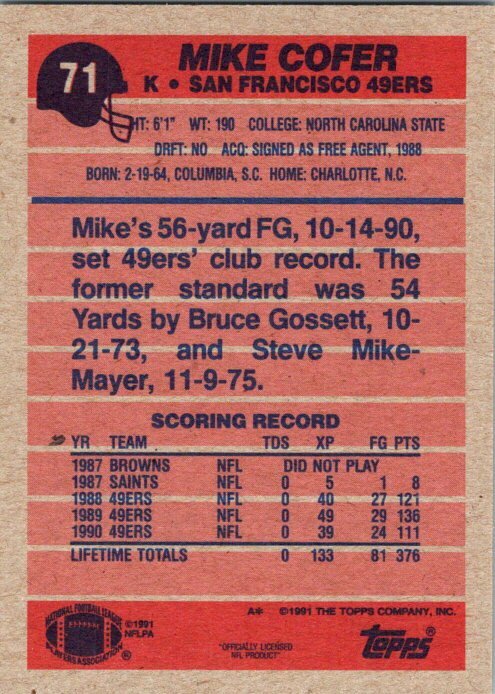 71
MIKE COFER
K • SAN FRANCISCO 49ERS
HT: 6'1" WT: 190 COLLEGE: NORTH CAROLINA STATE
DRFT: NO ACQ: SIGNED AS FREE AGENT, 1988
BORN: 2-19-64, COLUMBIA, S.C. HOME: CHARLOTTE, N.C.
Mike's 56-yard FG, 10-14-90,
set 49ers' club record. The
former standard was 54
Yards by Bruce Gossett, 10-
21-73, and Steve Mike-
Mayer, 11-9-75.
SCORING RECORD
YR TEAM TDS XP FG PTS
1987 BROWNS NFL DID NOT PLAY
1987 SAINTS NFL 0 5 1 8
1988 49ERS NFL 0 40 27 121
1989 49ERS NFL 0 49 29 136
1990 49ERS NFL 0 39 24 111
LIFETIME TOTALS 0 133 81 376
A* ©1991 THE TOPPS COMPANY, INC.
NATIONAL FOOTBALL LEAGUE
PLAYERS ASSOCIATION ®
©1991
NFLPA
"OFFICIALLY LICENSED
NFL PRODUCT"
Topps®